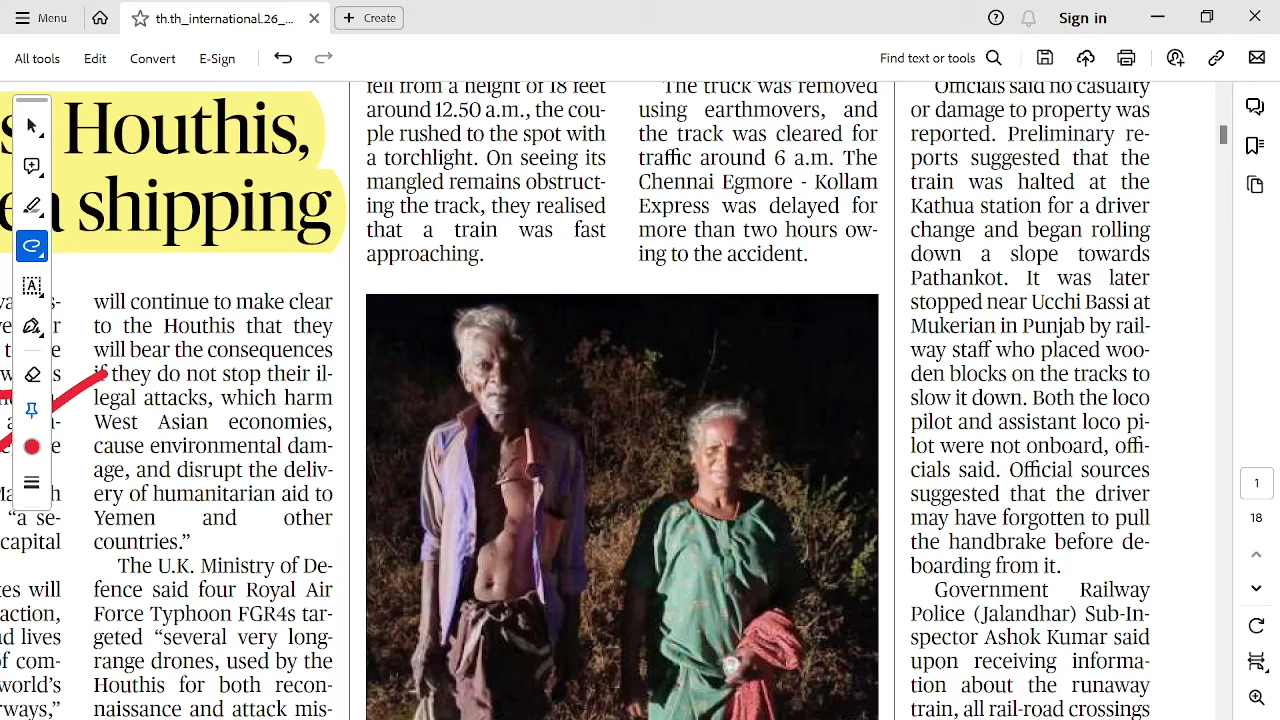 Menu
th.th_international.26_...
Create
Sign in
All tools
Edit
Convert
E-Sign
Find text or tools
Houthis,
shipping
will continue to make clear
to the Houthis that they
will bear the consequences
if they do not stop their il-
legal attacks, which harm
West Asian economies,
cause environmental dam-
age, and disrupt the deliv-
ery of humanitarian aid to
Yemen and other
countries.”
The U.K. Ministry of De-
fence said four Royal Air
Force Typhoon FGR4s tar-
geted “several very long-
range drones, used by the
Houthis for both recon-
naissance and attack mis-
“a se-
capital
will
action,
lives
of com-
world’s
fell from a height of 18 feet
around 12.50 a.m., the cou-
ple rushed to the spot with
a torchlight. On seeing its
mangled remains obstruct-
ing the track, they realised
that a train was fast
approaching.
The truck was removed
using earthmovers, and
the track was cleared for
traffic around 6 a.m. The
Chennai Egmore - Kollam
Express was delayed for
more than two hours ow-
ing to the accident.
Officials said no casualty
or damage to property was
reported. Preliminary re-
ports suggested that the
train was halted at the
Kathua station for a driver
change and began rolling
down a slope towards
Pathankot. It was later
stopped near Ucchi Bassi at
Mukerian in Punjab by rail-
way staff who placed woo-
den blocks on the tracks to
slow it down. Both the loco
pilot and assistant loco pi-
lot were not onboard, offi-
cials said. Official sources
suggested that the driver
may have forgotten to pull
the handbrake before de-
boarding from it.
Government Railway
Police (Jalandhar) Sub-In-
spector Ashok Kumar said
upon receiving informa-
tion about the runaway
train, all rail-road crossings
1
18